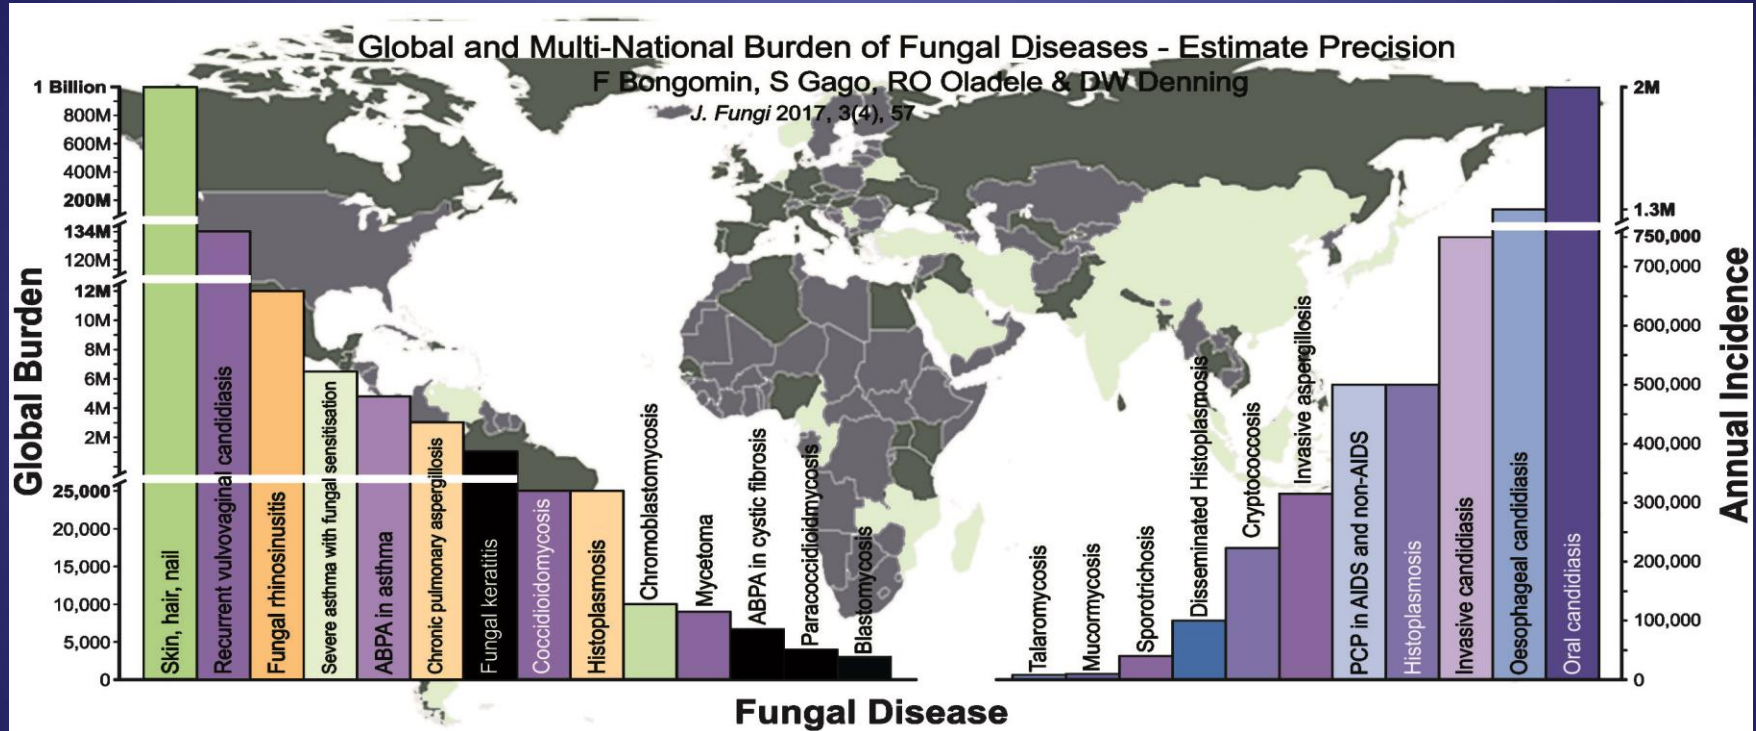 Global and Multi-National Burden of Fungal Diseases - Estimate Precision
F Bongomin, S Gago, RO Oladele & DW Denning
J. Fungi 2017, 3(4), 57
Global Burden
1 Billion
800M
600M
400M
200M
134M
120M
12M
10M
8M
6M
4M
2M
25,000
20,000
15,000
10,000
5,000
0
Skin, hair, nail
Recurrent vulvovaginal candidiasis
Fungal rhinosinusitis
Severe asthma with fungal sensitisation
ABPA in asthma
Chronic pulmonary aspergillosis
Fungal keratitis
Coccidioidomycosis
Histoplasmosis
Chromoblastomycosis
Mycetoma
ABPA in cystic fibrosis
Paracoccidioidmycosis
Blastomycosis
Talaromycosis
Mucormycosis
Sporotrichosis
Disseminated Histoplasmosis
Cryptococcosis
Invasive aspergillosis
PCP in AIDS and non-AIDS
Histoplasmosis
Invasive candidiasis
Oesophageal candidiasis
Oral candidiasis
2M
1.3M
750,000
700,000
600,000
500,000
400,000
300,000
200,000
100,000
0
Annual Incidence
Fungal Disease